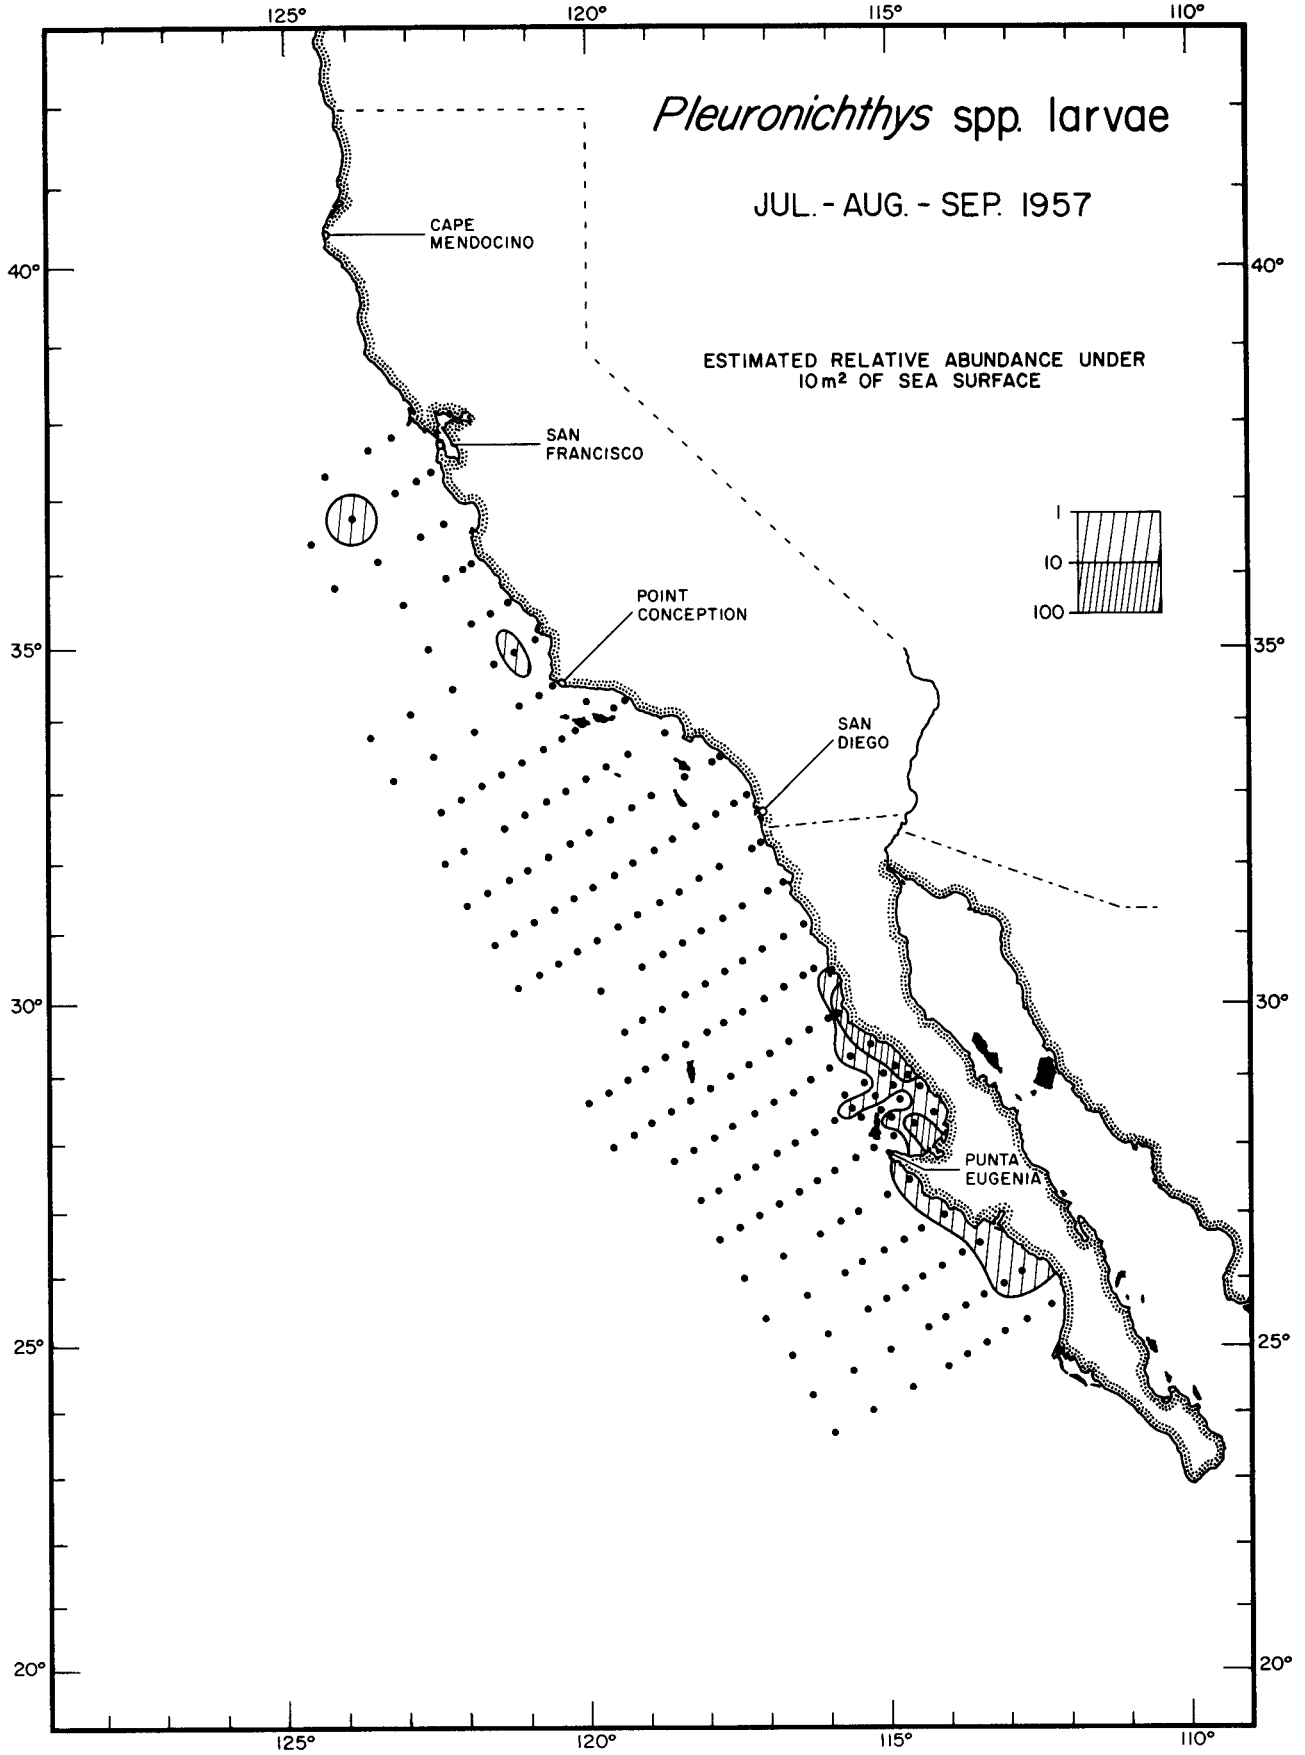 125° 120° 115° 110°
Pleuronichthys spp. larvae
JUL. - AUG. - SEP. 1957
CAPE
MENDOCINO
40° 40°
ESTIMATED RELATIVE ABUNDANCE UNDER
10m² OF SEA SURFACE
SAN
FRANCISCO
1
10
100
POINT
CONCEPTION
35° 35°
SAN
DIEGO
30° 30°
PUNTA
EUGENIA
25° 25°
20° 20°
125° 120° 115° 110°